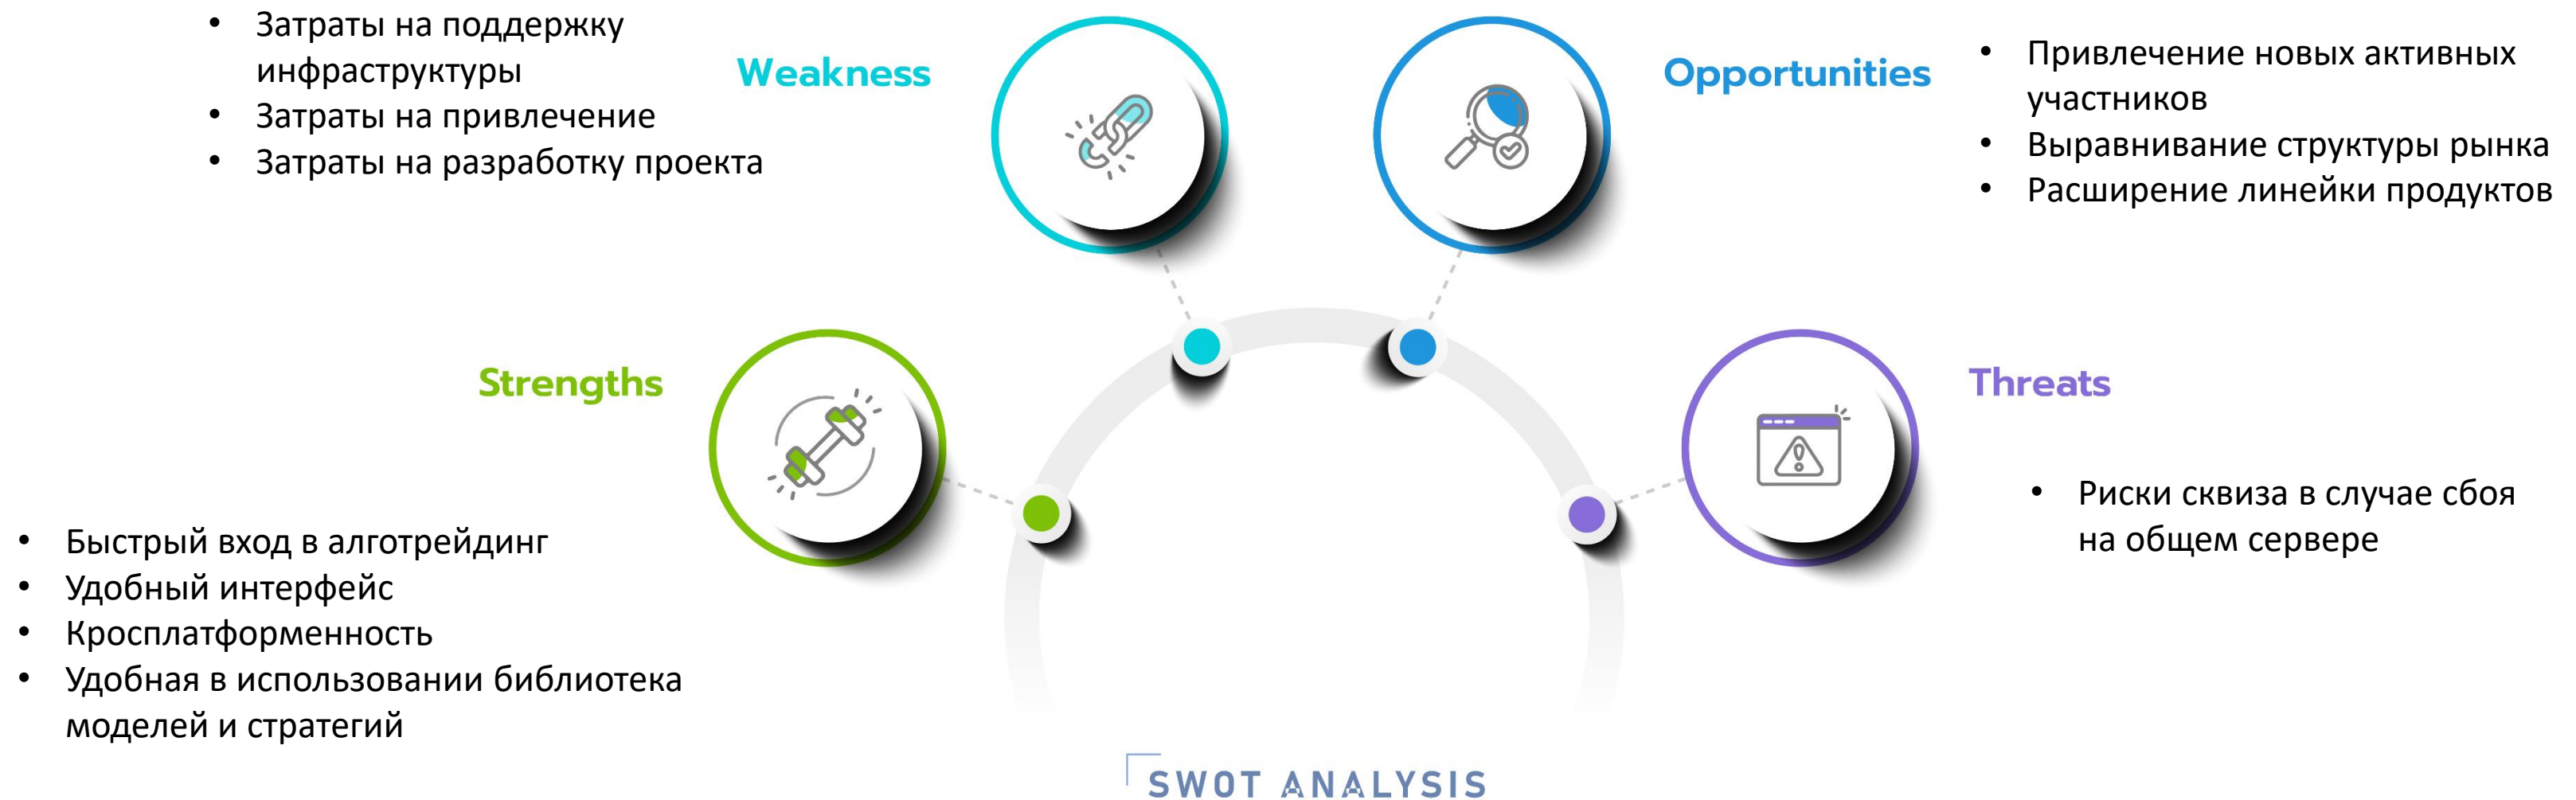 • Затраты на поддержку
инфраструктуры
• Затраты на привлечение
• Затраты на разработку проекта
Weakness
Opportunities
• Привлечение новых активных
участников
• Выравнивание структуры рынка
• Расширение линейки продуктов
Strengths
• Быстрый вход в алготрейдинг
• Удобный интерфейс
• Кросплатформенность
• Удобная в использовании библиотека
моделей и стратегий
Threats
• Риски сквиза в случае сбоя
на общем сервере
SWOT ANALYSIS